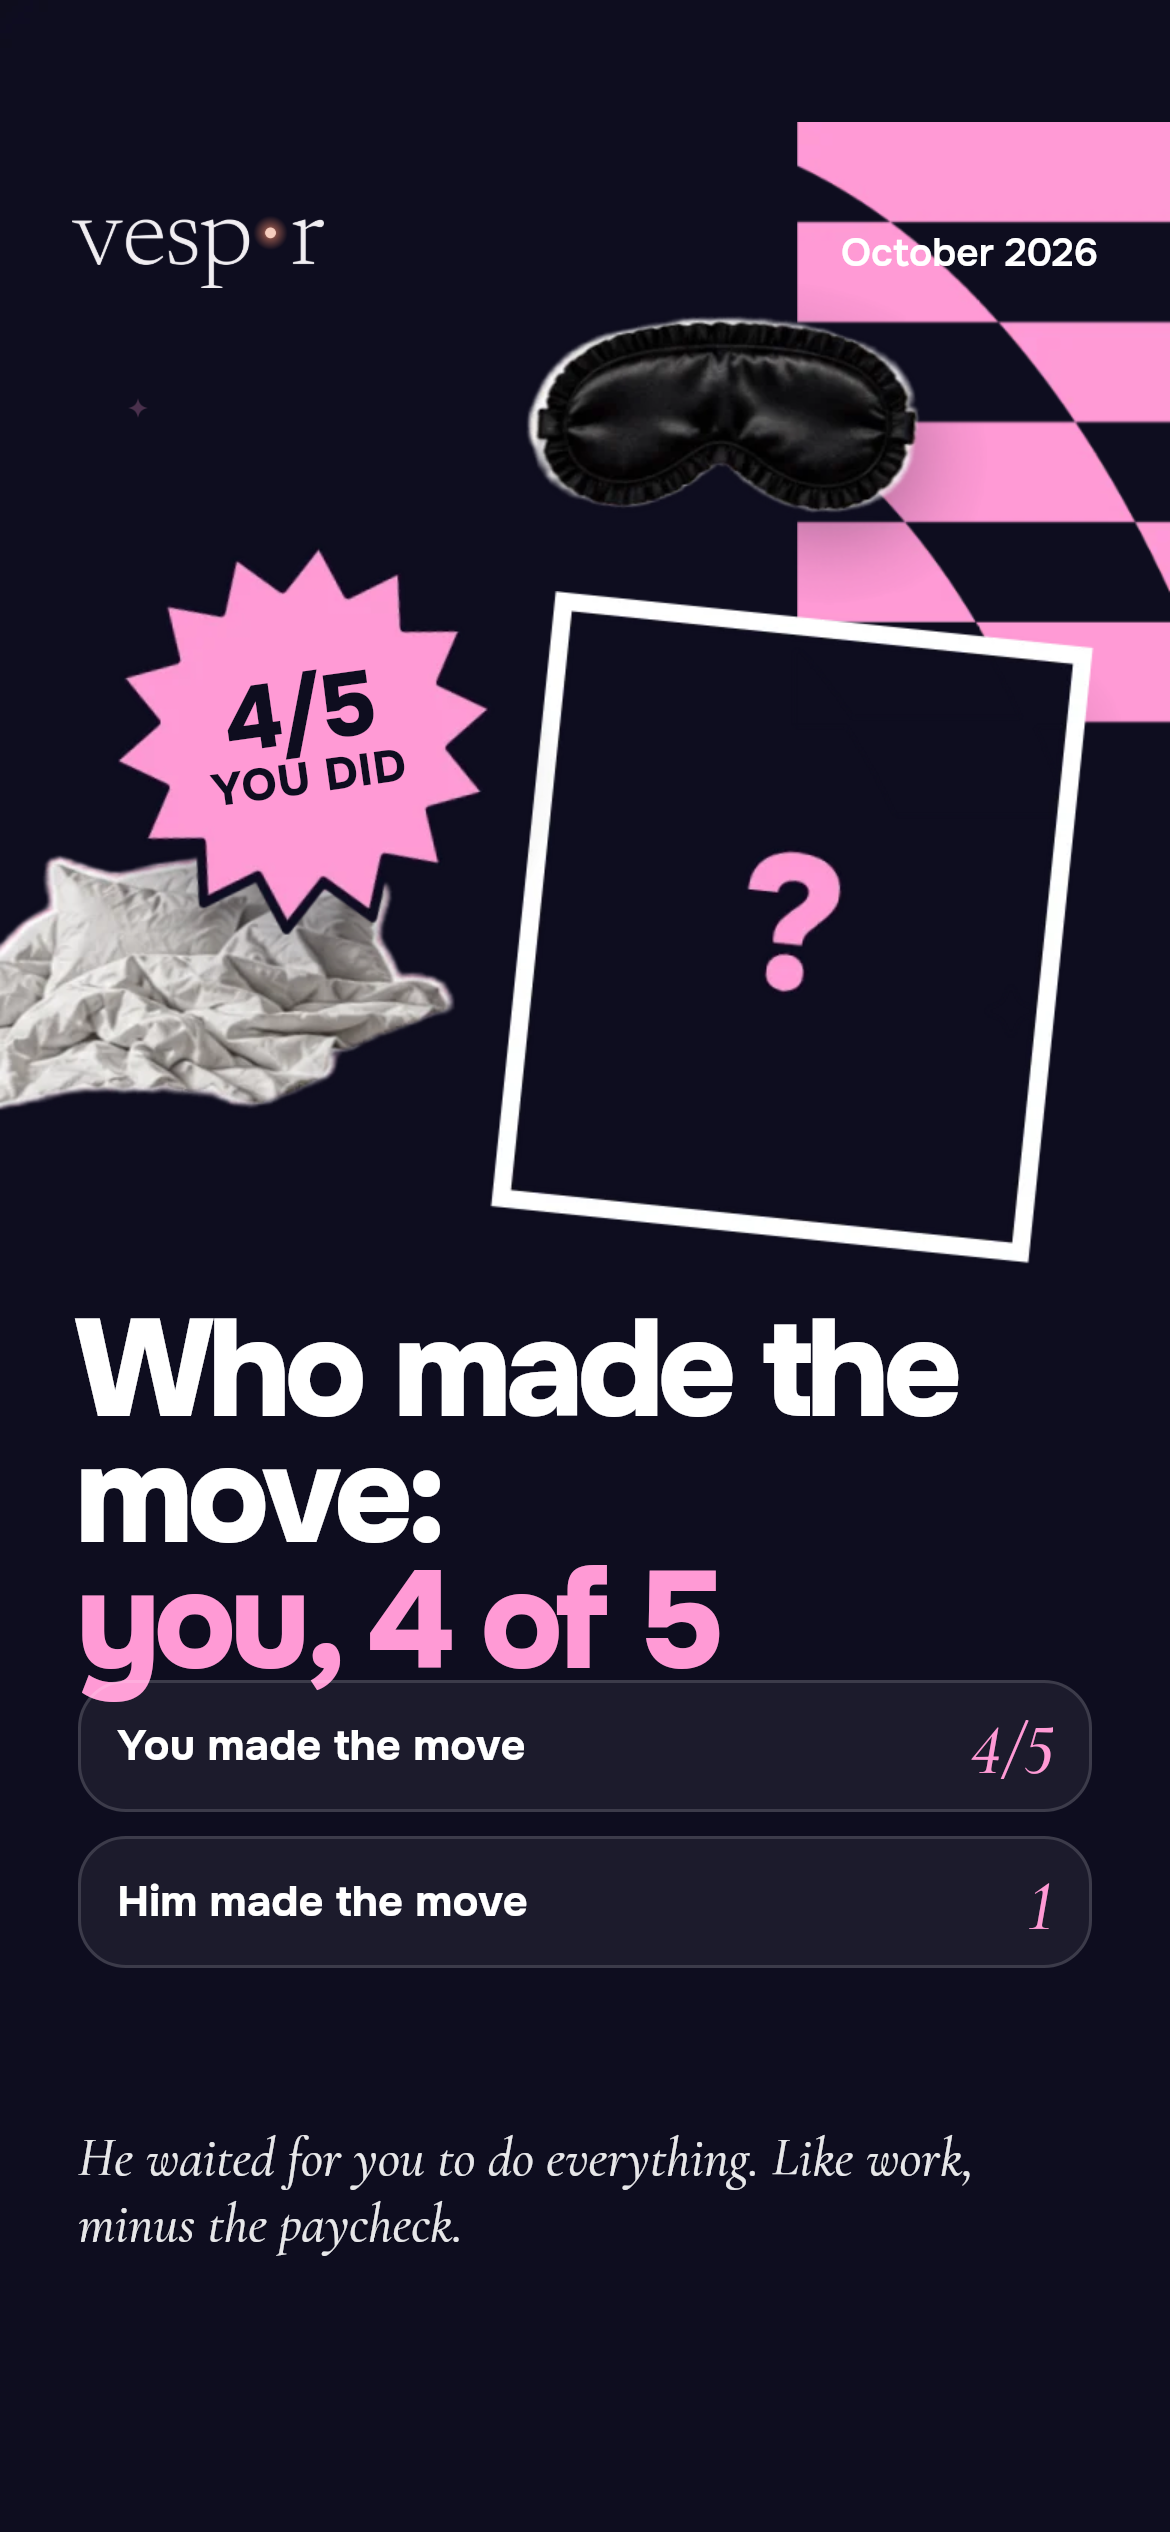 vesp•r
October 2026
4/5
YOU DID
?
Who made the
move:
you, 4 of 5
You made the move
4/5
Him made the move
1
He waited for you to do everything. Like work,
minus the paycheck.